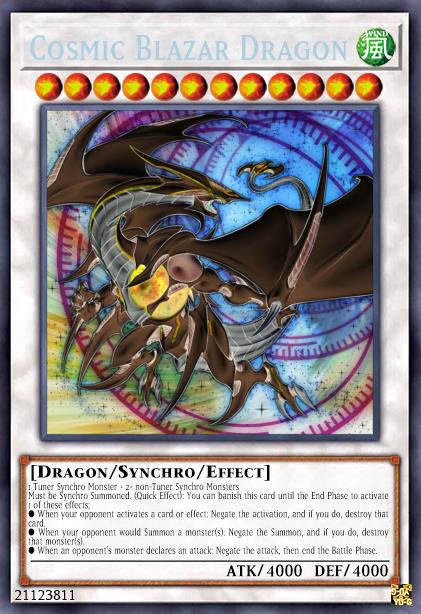 COSMIC BLAZAR DRAGON
WIND
風
[DRAGON/SYNCHRO/EFFECT]
1 Tuner Synchro Monster + 2+ non-Tuner Synchro Monsters
Must be Synchro Summoned. (Quick Effect): You can banish this card until the End Phase to activate
1 of these effects;
● When your opponent activates a card or effect: Negate the activation, and if you do, destroy that
card.
● When your opponent would Summon a monster(s): Negate the Summon, and if you do, destroy
that monster(s).
● When an opponent's monster declares an attack: Negate the attack, then end the Battle Phase.
ATK/4000 DEF/4000
21123811